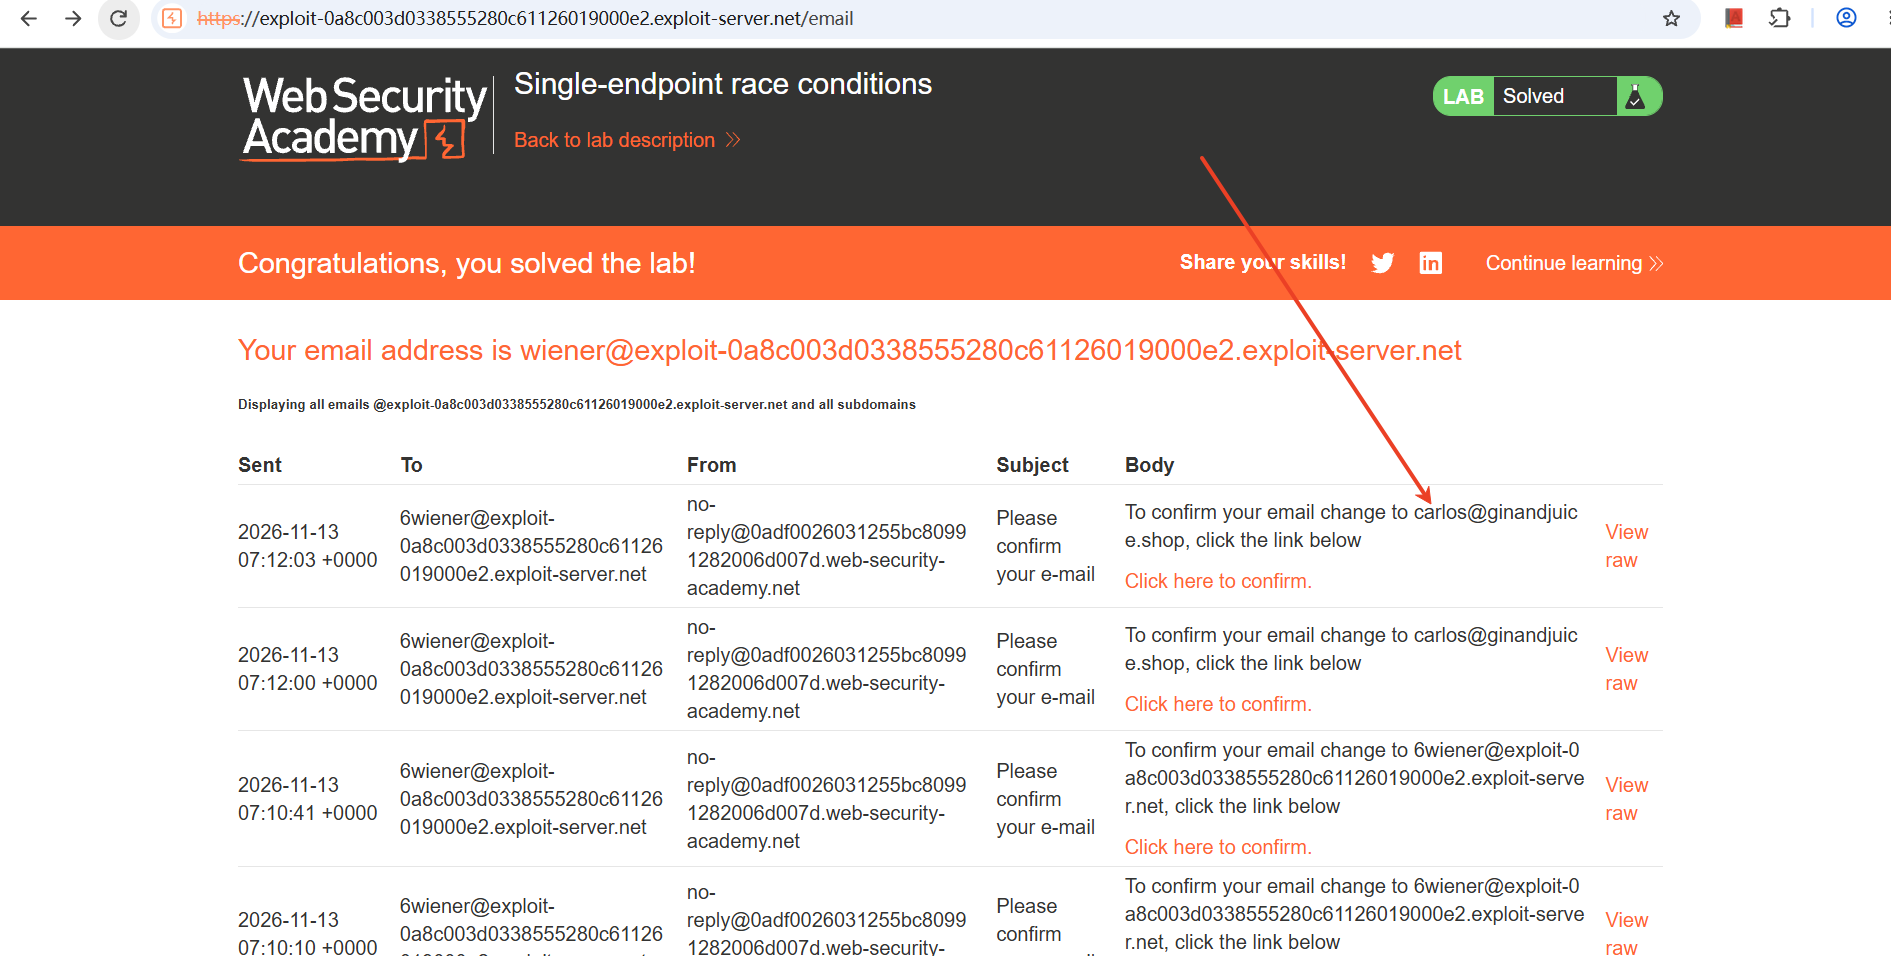 https://exploit-0a8c003d0338555280c61126019000e2.exploit-server.net/email
Web Security
Academy
Single-endpoint race conditions
Back to lab description
LAB Solved
Congratulations, you solved the lab!
Share your skills!
Continue learning
Your email address is wiener@exploit-0a8c003d0338555280c61126019000e2.exploit-server.net
Displaying all emails @exploit-0a8c003d0338555280c61126019000e2.exploit-server.net and all subdomains
Sent To From Subject Body
2026-11-13
07:12:03 +0000
6wiener@exploit-
0a8c003d0338555280c61126
019000e2.exploit-server.net
no-
reply@0adf0026031255bc8099
1282006d007d.web-security-
academy.net
Please
confirm
your e-mail
To confirm your email change to carlos@ginandjuic
e.shop, click the link below
Click here to confirm.
View
raw
2026-11-13
07:12:00 +0000
6wiener@exploit-
0a8c003d0338555280c61126
019000e2.exploit-server.net
no-
reply@0adf0026031255bc8099
1282006d007d.web-security-
academy.net
Please
confirm
your e-mail
To confirm your email change to carlos@ginandjuic
e.shop, click the link below
Click here to confirm.
View
raw
2026-11-13
07:10:41 +0000
6wiener@exploit-
0a8c003d0338555280c61126
019000e2.exploit-server.net
no-
reply@0adf0026031255bc8099
1282006d007d.web-security-
academy.net
Please
confirm
your e-mail
To confirm your email change to 6wiener@exploit-0
a8c003d0338555280c61126019000e2.exploit-serve
r.net, click the link below
Click here to confirm.
View
raw
2026-11-13
07:10:10 +0000
6wiener@exploit-
0a8c003d0338555280c61126
no-
reply@0adf0026031255bc8099
1282006d007d.web-security-
Please
confirm
To confirm your email change to 6wiener@exploit-0
a8c003d0338555280c61126019000e2.exploit-serve
r.net, click the link below
View
raw